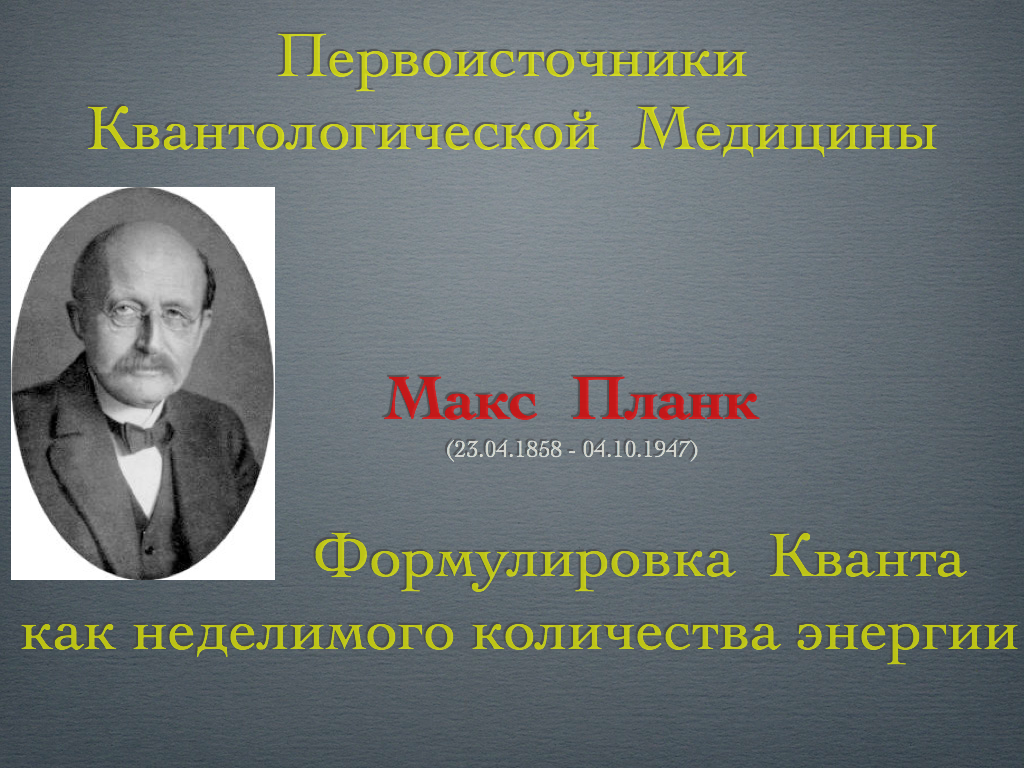 Первоисточники
Квантологической Медицины
Макс Планк
(23.04.1858 - 04.10.1947)
Формулировка Кванта
как неделимого количества энергии